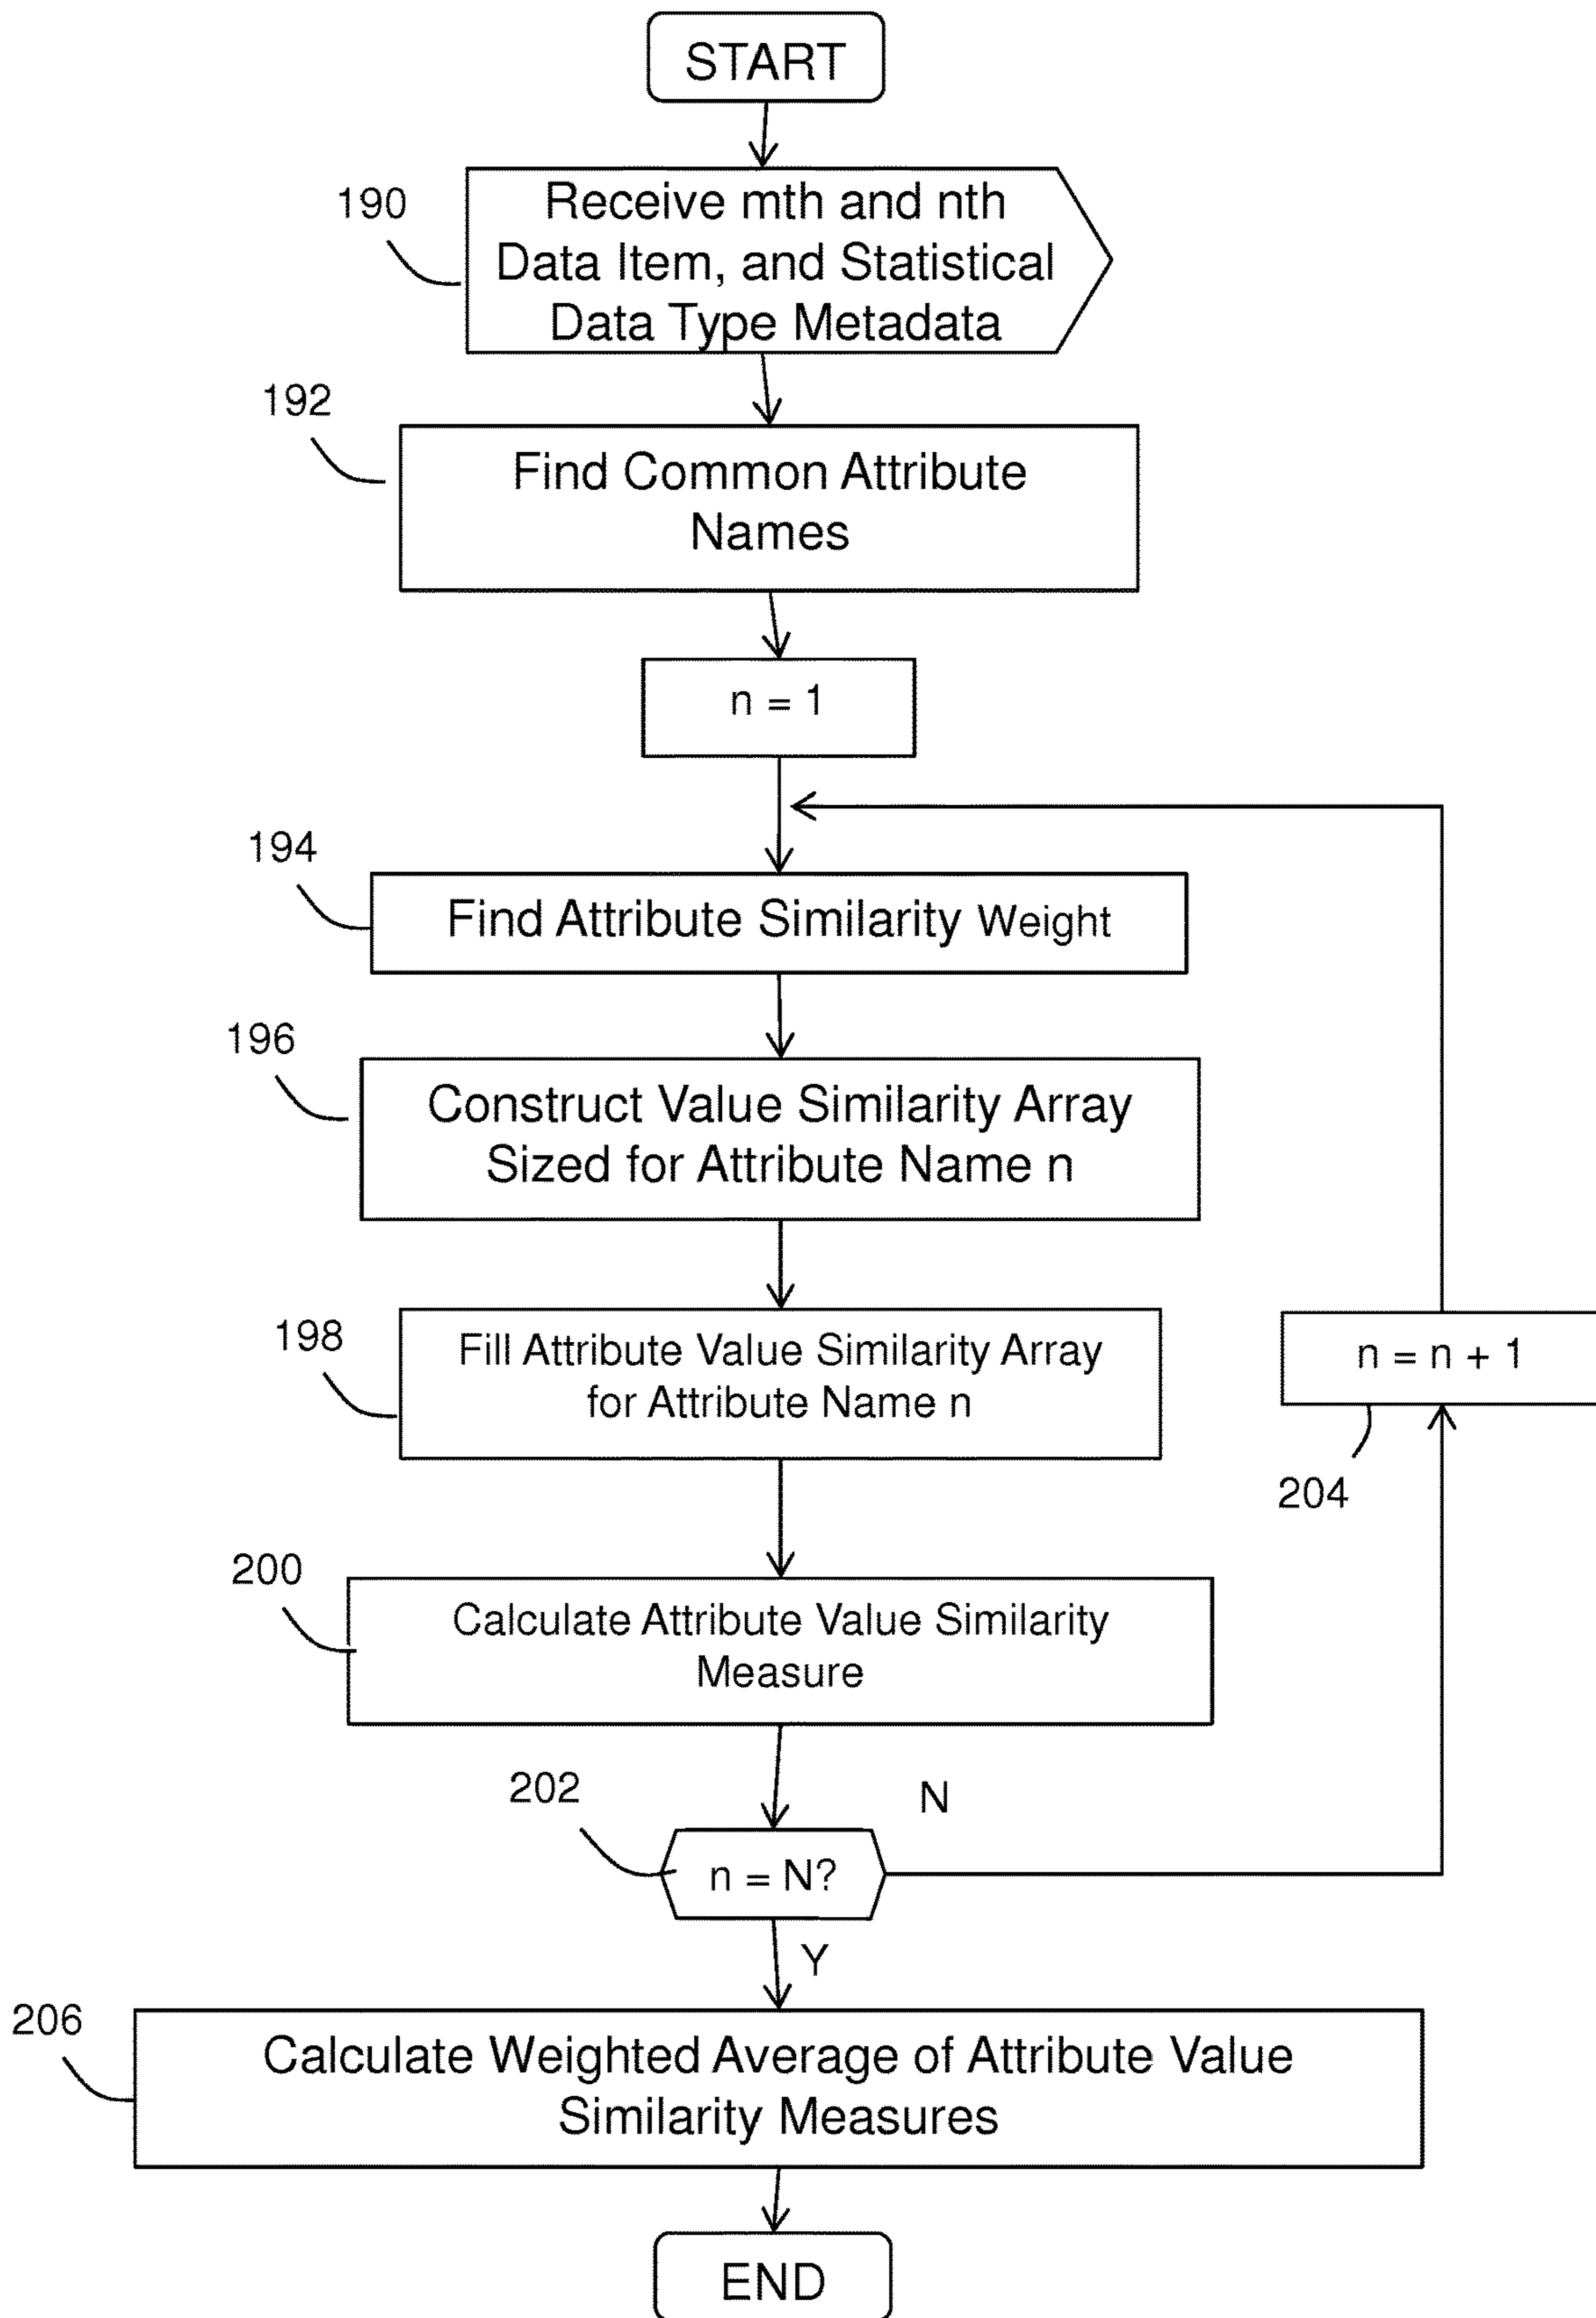 START
190
Receive mth and nth
Data Item, and Statistical
Data Type Metadata
192
Find Common Attribute
Names
n = 1
194
Find Attribute Similarity Weight
196
Construct Value Similarity Array
Sized for Attribute Name n
198
Fill Attribute Value Similarity Array
for Attribute Name n
n = n + 1
204
200
Calculate Attribute Value Similarity
Measure
202
N
n = N?
Y
206
Calculate Weighted Average of Attribute Value
Similarity Measures
END